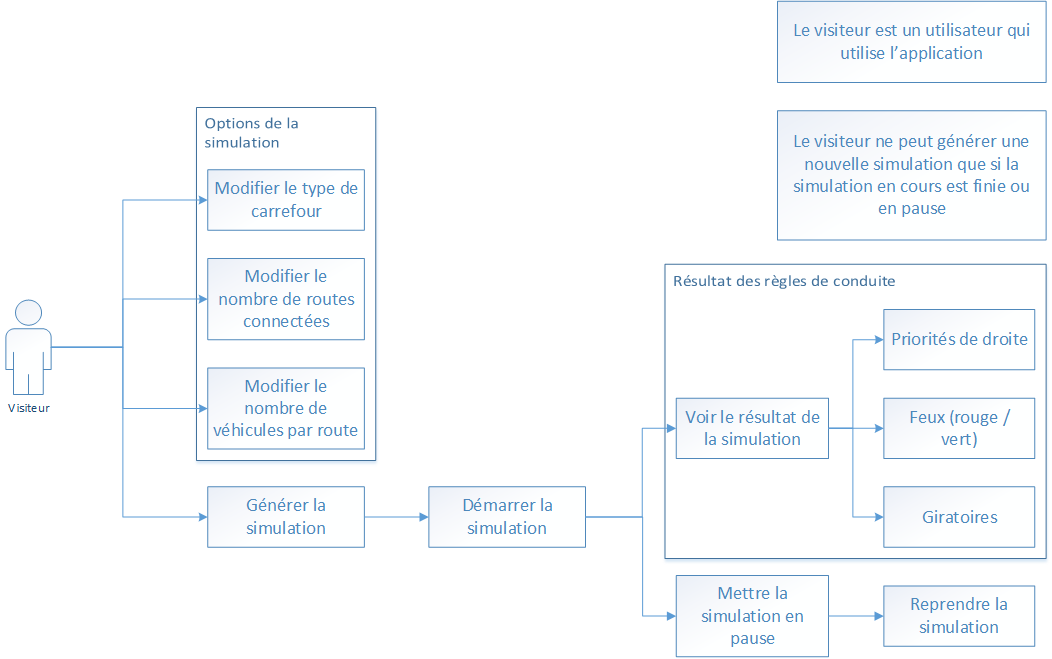 Le visiteur est un utilisateur qui
utilise l'application
Le visiteur ne peut générer une
nouvelle simulation que si la
simulation en cours est finie ou
en pause
Options de la
simulation
Modifier le type de
carrefour
Modifier le
nombre de routes
connectées
Modifier le
nombre de
véhicules par route
Visiteur
Générer la
simulation
Démarrer la
simulation
Résultat des règles de conduite
Voir le résultat de
la simulation
Priorités de droite
Feux (rouge /
vert)
Giratoires
Mettre la
simulation en
pause
Reprendre la
simulation